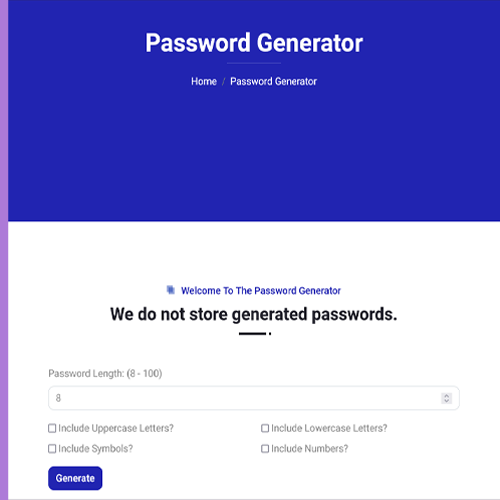 Password Generator
Home / Password Generator
Welcome To The Password Generator
We do not store generated passwords.
Password Length: (8 - 100)
8
Include Uppercase Letters? Include Lowercase Letters?
Include Symbols? Include Numbers?
Generate